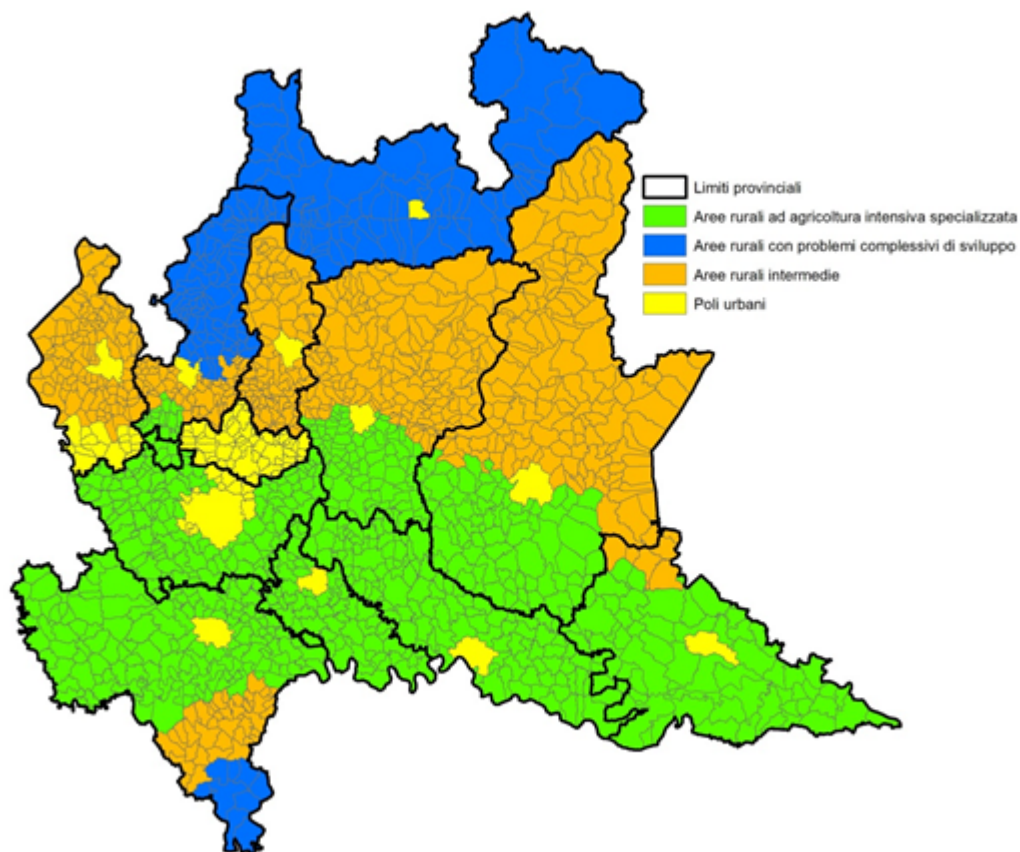 Limiti provinciali
Aree rurali ad agricoltura intensiva specializzata
Aree rurali con problemi complessivi di sviluppo
Aree rurali intermedie
Poli urbani